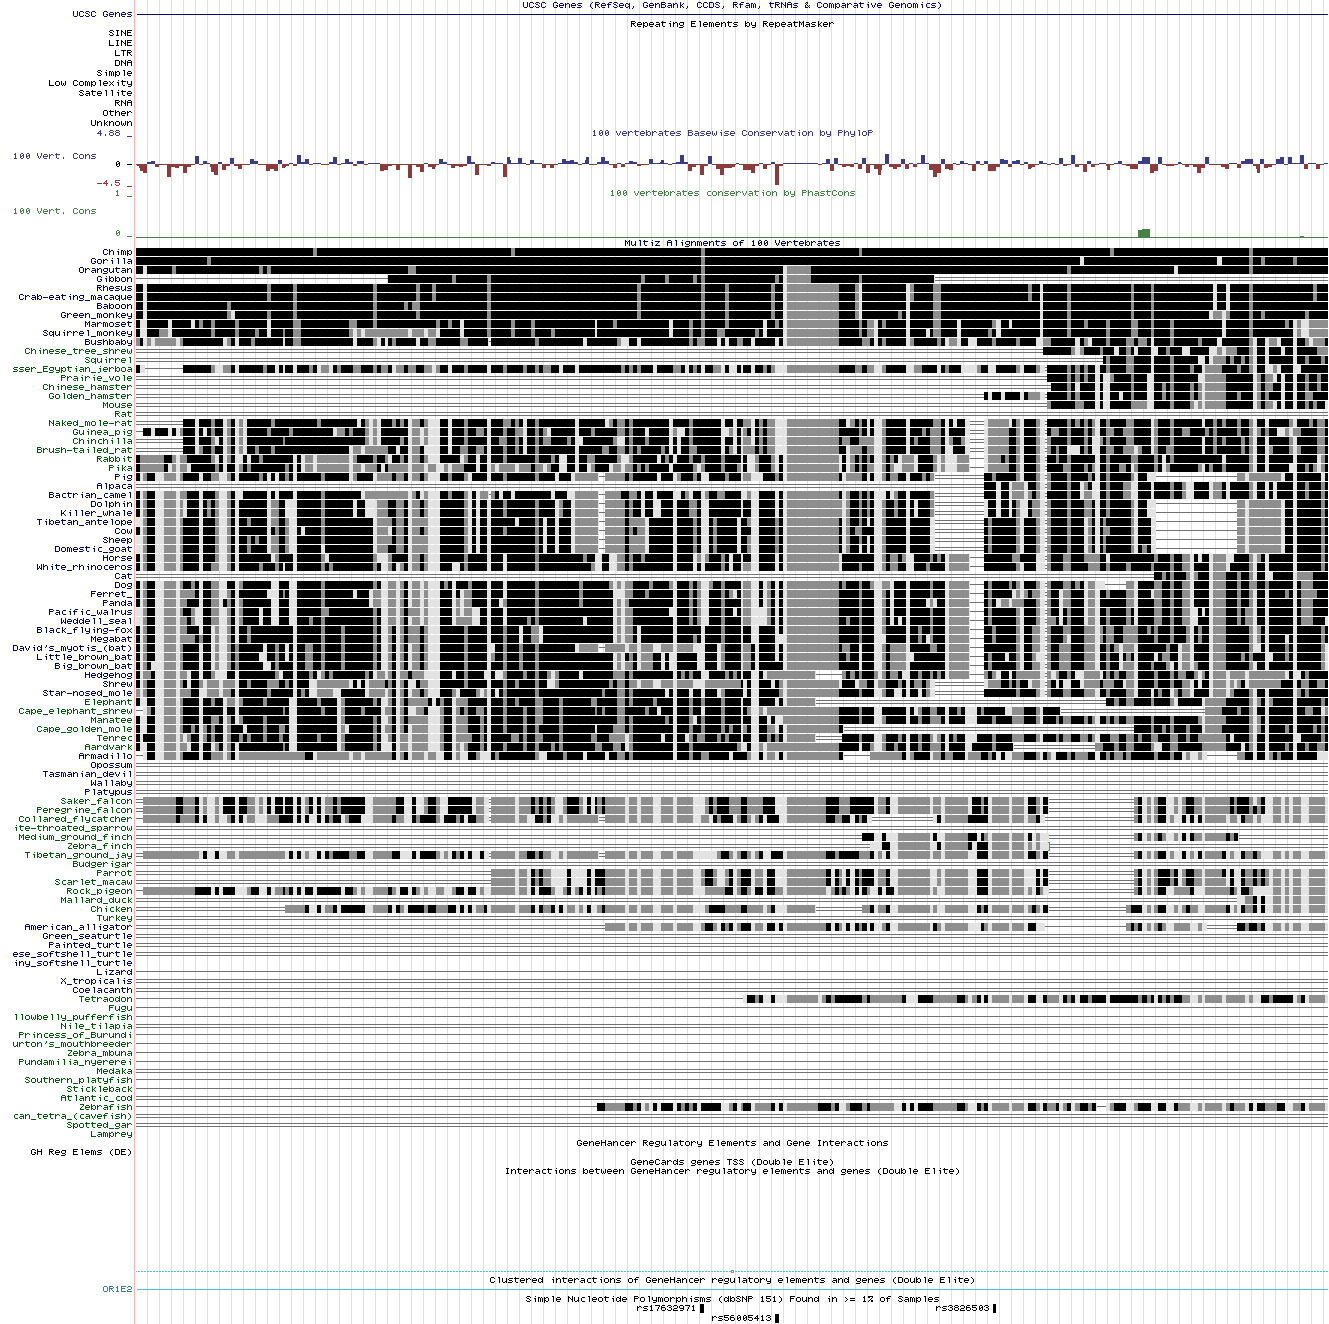 UCSC Genes (RefSeq, GenBank, CCDS, Rfam, tRNAs & Comparative Genomics)
UCSC Genes
Repeating Elements by RepeatMasker
SINE
LINE
LTR
DNA
Simple
Low Complexity
Satellite
RNA
Other
Unknown
4.88 _
100 vertebrates Basewise Conservation by PhyloP
100 Vert. Cons
0 _
-4.5 _
100 vertebrates conservation by PhastCons
1 _
100 Vert. Cons
0 _
Multiz Alignments of 100 Vertebrates
Chimp
Gorilla
Orangutan
Gibbon
Rhesus
Crab-eating_macaque
Baboon
Green_monkey
Marmoset
Squirrel_monkey
Bushbaby
Chinese_tree_shrew
Squirrel
sser_Egyptian_jerboa
Prairie_vole
Chinese_hamster
Golden_hamster
Mouse
Rat
Naked_mole-rat
Guinea_pig
Chinchilla
Brush-tailed_rat
Rabbit
Pika
Pig
Alpaca
Bactrian_camel
Dolphin
Killer_whale
Tibetan_antelope
Cow
Sheep
Domestic_goat
Horse
White_rhinoceros
Cat
Dog
Ferret_
Panda
Pacific_walrus
Weddell_seal
Black_flying-fox
Megabat
David's_myotis_(bat)
Little_brown_bat
Big_brown_bat
Hedgehog
Shrew
Star-nosed_mole
Elephant
Cape_elephant_shrew
Manatee
Cape_golden_mole
Tenrec
Aardvark
Armadillo
Opossum
Tasmanian_devil
Wallaby
Platypus
Saker_falcon
Peregrine_falcon
Collared_flycatcher
ite-throated_sparrow
Medium_ground_finch
Zebra_finch
Tibetan_ground_jay
Budgerigar
Parrot
Scarlet_macaw
Rock_pigeon
Mallard_duck
Chicken
Turkey
American_alligator
Green_seaturtle
Painted_turtle
ese_softshell_turtle
iny_softshell_turtle
Lizard
X_tropicalis
Coelacanth
Tetraodon
Fugu
llowbelly_pufferfish
Nile_tilapia
Princess_of_Burundi
urton's_mouthbreeder
Zebra_mbuna
Pundamilia_nyererei
Medaka
Southern_platyfish
Stickleback
Atlantic_cod
Zebrafish
can_tetra_(cavefish)
Spotted_gar
Lamprey
GeneHancer Regulatory Elements and Gene Interactions
GH Reg Elems (DE)
GeneCards genes TSS (Double Elite)
Interactions between GeneHancer regulatory elements and genes (Double Elite)
Clustered interactions of GeneHancer regulatory elements and genes (Double Elite)
OR1E2
Simple Nucleotide Polymorphisms (dbSNP 151) Found in >= 1% of Samples
rs17632971
rs3826503
rs56005413